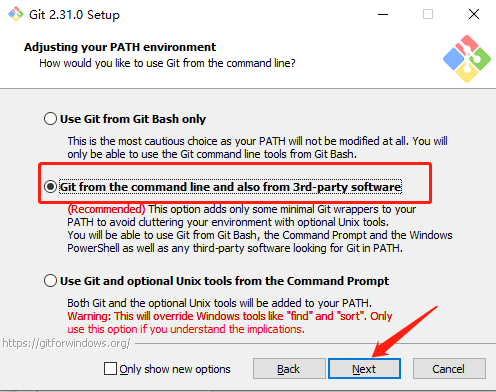 Git 2.31.0 Setup
Adjusting your PATH environment
How would you like to use Git from the command line?
Use Git from Git Bash only
This is the most cautious choice as your PATH will not be modified at all. You will
only be able to use the Git command line tools from Git Bash.
Git from the command line and also from 3rd-party software
(Recommended) This option adds only some minimal Git wrappers to your
PATH to avoid cluttering your environment with optional Unix tools.
You will be able to use Git from Git Bash, the Command Prompt and the Windows
PowerShell as well as any third-party software looking for Git in PATH.
Use Git and optional Unix tools from the Command Prompt
Both Git and the optional Unix tools will be added to your PATH.
Warning: This will override Windows tools like "find" and "sort". Only
use this option if you understand the implications.
https://gitforwindows.org/
Only show new options
Back
Next
Cancel